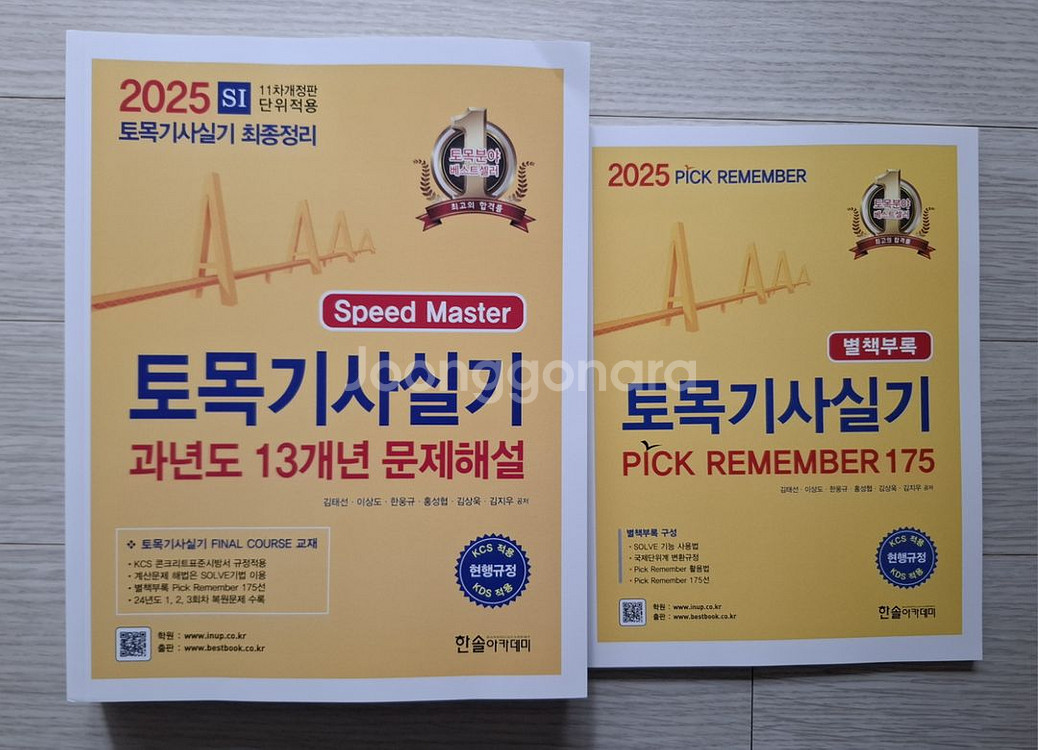 2025 SI 11차개정판 단위적용
토목기사실기 최종정리
1
토목분야
베스트셀러
최고의 합격률
Speed Master
토목기사실기
과년도 13개년 문제해설
김태선 · 이상도 · 한웅규 · 홍성협 · 김상욱 · 김지우 공저
❖ 토목기사실기 FINAL COURSE 교재
• KCS 콘크리트표준시방서 규정적용
• 계산문제 해법은 SOLVE기법 이용
• 별책부록 Pick Remember 175선
• 24년도 1, 2, 3회차 복원문제 수록
KCS 적용
현행규정
KDS 적용
학원 : www.inup.co.kr
출판 : www.bestbook.co.kr
한솔아카데미
2025 PICK REMEMBER
1
토목분야
베스트셀러
최고의 합격률
별책부록
토목기사실기
PICK REMEMBER 175
김태선 · 이상도 · 한웅규 · 홍성협 · 김상욱 · 김지우 공저
별책부록 구성
• SOLVE 기능 사용법
• 국제단위계 변환규정
• Pick Remember 활용법
• Pick Remember 175선
KCS 적용
현행규정
KDS 적용
학원 : www.inup.co.kr
출판 : www.bestbook.co.kr
한솔아카데미
Joonggonara